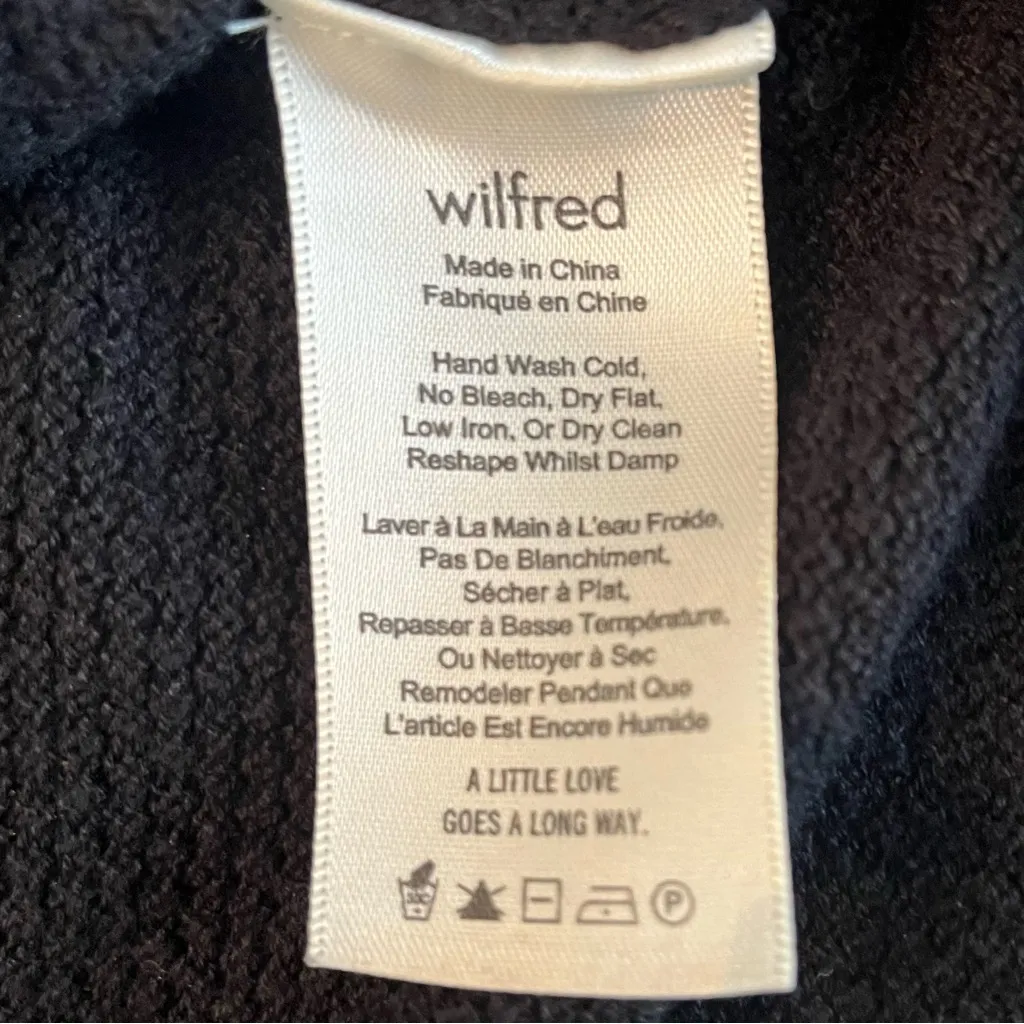 wilfred
Made in China
Fabriqué en Chine
Hand Wash Cold,
No Bleach, Dry Flat,
Low Iron, Or Dry Clean
Reshape Whilst Damp
Laver à La Main à L'eau Froide,
Pas De Blanchiment,
Sécher à Plat,
Repasser à Basse Température,
Ou Nettoyer à Sec
Remodeler Pendant Que
L'article Est Encore Humide
A LITTLE LOVE
GOES A LONG WAY.
P